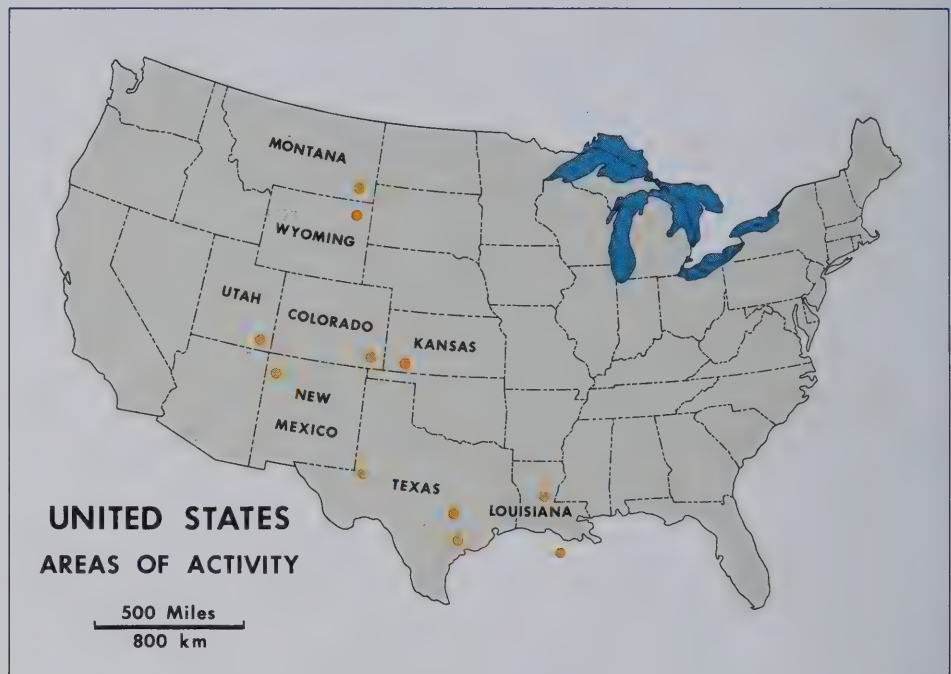 MONTANA
WYOMING
UTAH
COLORADO
KANSAS
NEW
MEXICO
TEXAS
LOUISIANA
UNITED STATES
AREAS OF ACTIVITY
500 Miles
800 km